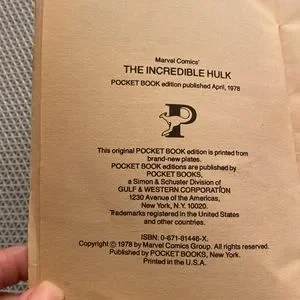 Marvel Comics'
THE INCREDIBLE HULK
POCKET BOOK edition published April, 1978
P
This original POCKET BOOK edition is printed from
brand-new plates.
POCKET BOOK editions are published by
POCKET BOOKS,
a Simon & Schuster Division of
GULF & WESTERN CORPORATION
1230 Avenue of the Americas,
New York, N.Y. 10020.
Trademarks registered in the United States
and other countries.
ISBN: 0-671-81446-X.
Copyright © 1978 by Marvel Comics Group. All rights reserved.
Published by POCKET BOOKS, New York.
Printed in the U.S.A.